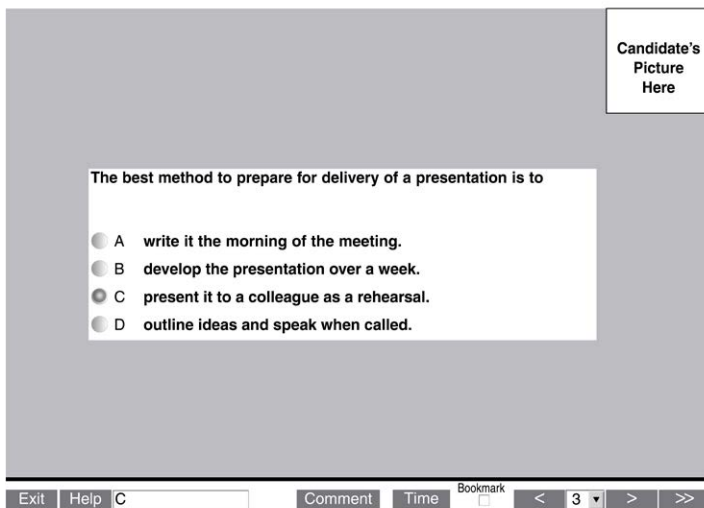 Candidate's
Picture
Here
The best method to prepare for delivery of a presentation is to
A write it the morning of the meeting.
B develop the presentation over a week.
C present it to a colleague as a rehearsal.
D outline ideas and speak when called.
Exit Help C Comment Time Bookmark < 3 > >>